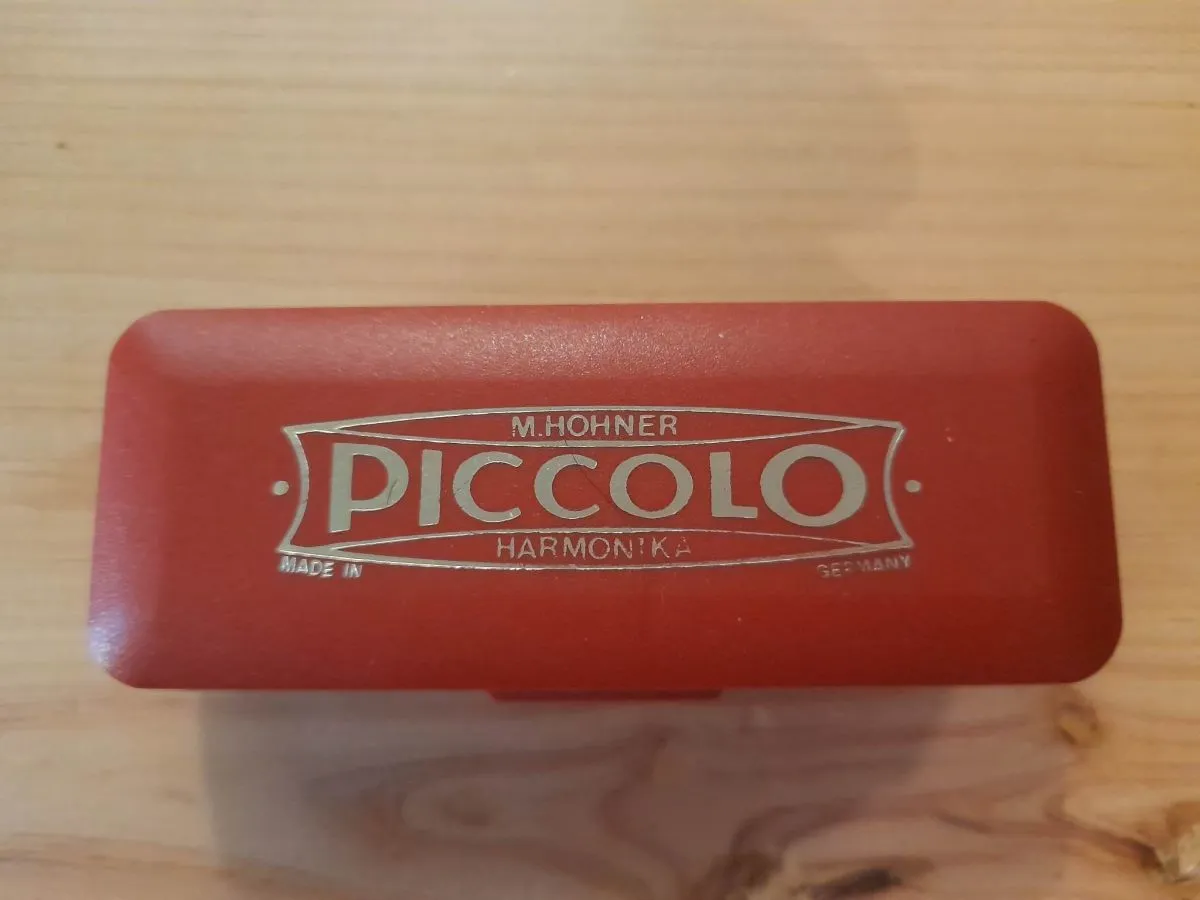 M. HOHNER
PICCOLO
HARMONIKA
MADE IN GERMANY